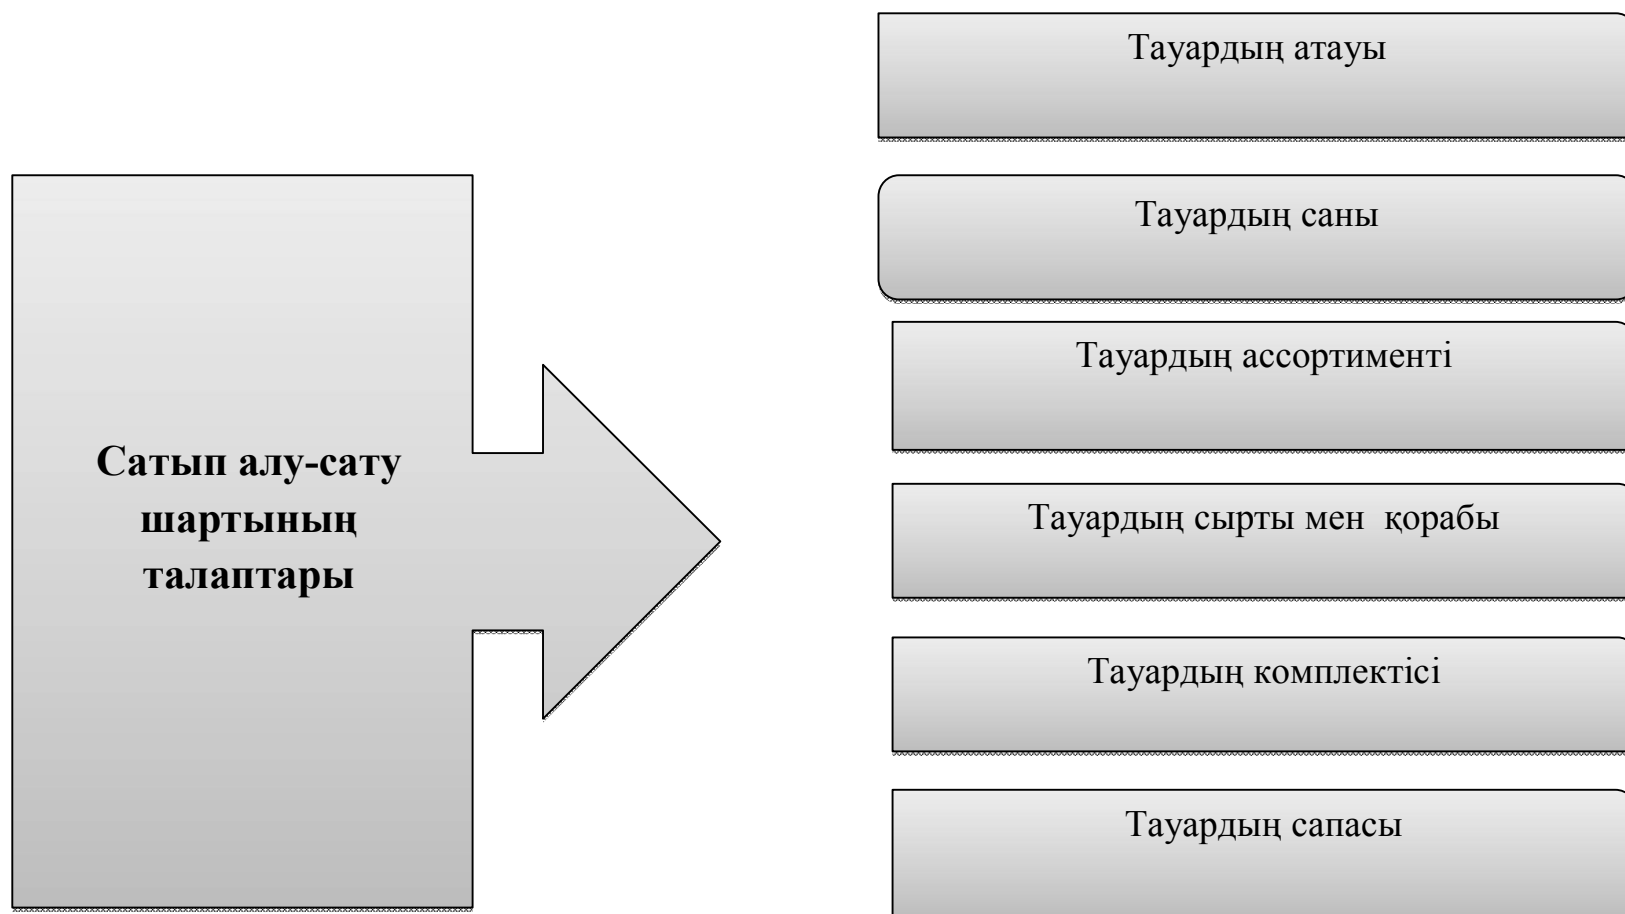 Сатып алу-сату
шартының
талаптары
Тауардың атауы
Тауардың саны
Тауардың ассортименті
Тауардың сырты мен  қорабы
Тауардың комплектісі
Тауардың сапасы